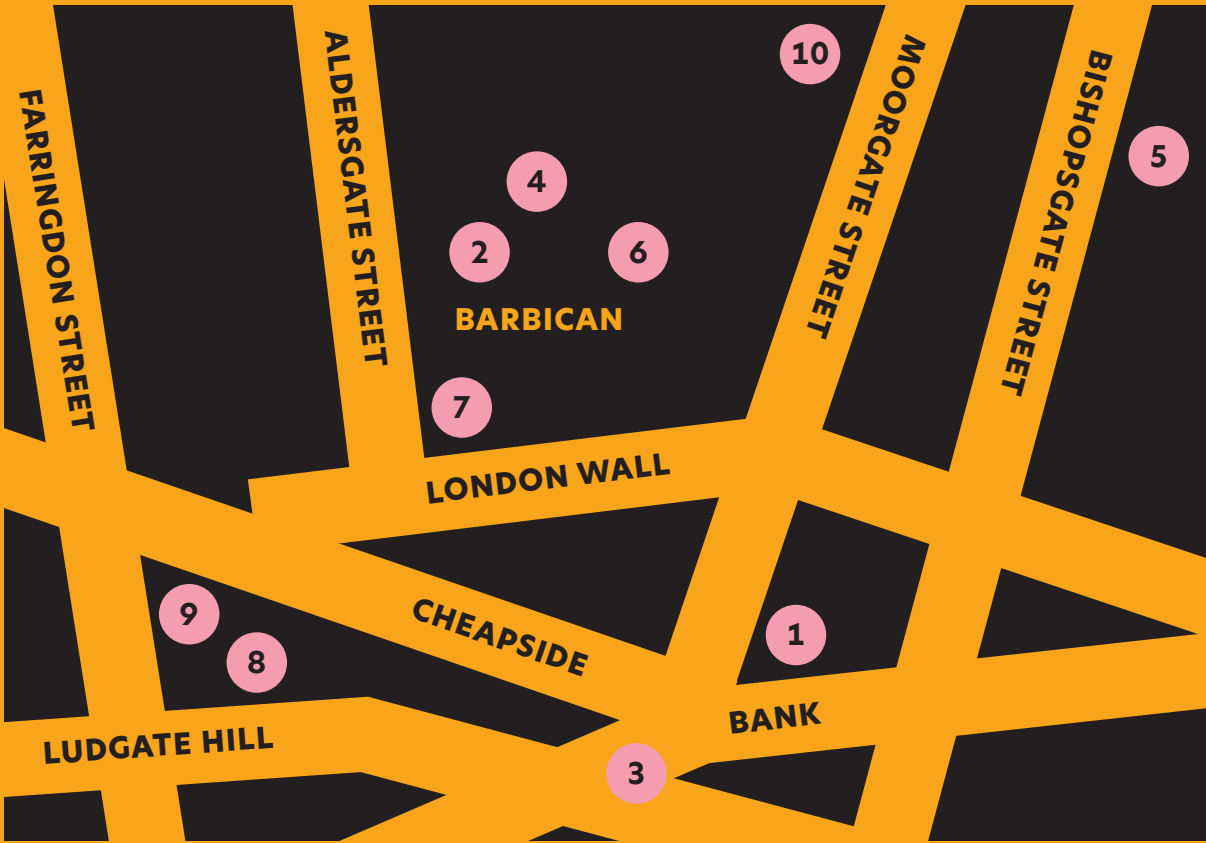 10
MOORGATE STREET
BISHOPSGATE STREET
ALDERSGATE STREET
FARRINGDON STREET
5
4
2
6
BARBICAN
7
LONDON WALL
9
CHEAPSIDE
1
8
BANK
LUDGATE HILL
3